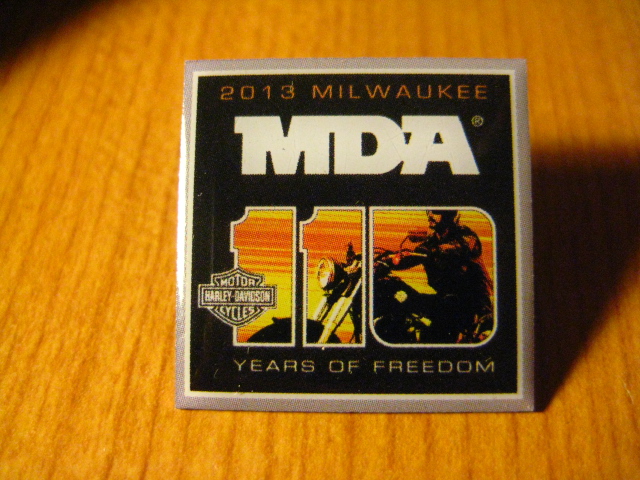 2013 MILWAUKEE
MDA®
110
MOTOR
HARLEY-DAVIDSON
CYCLES
YEARS OF FREEDOM